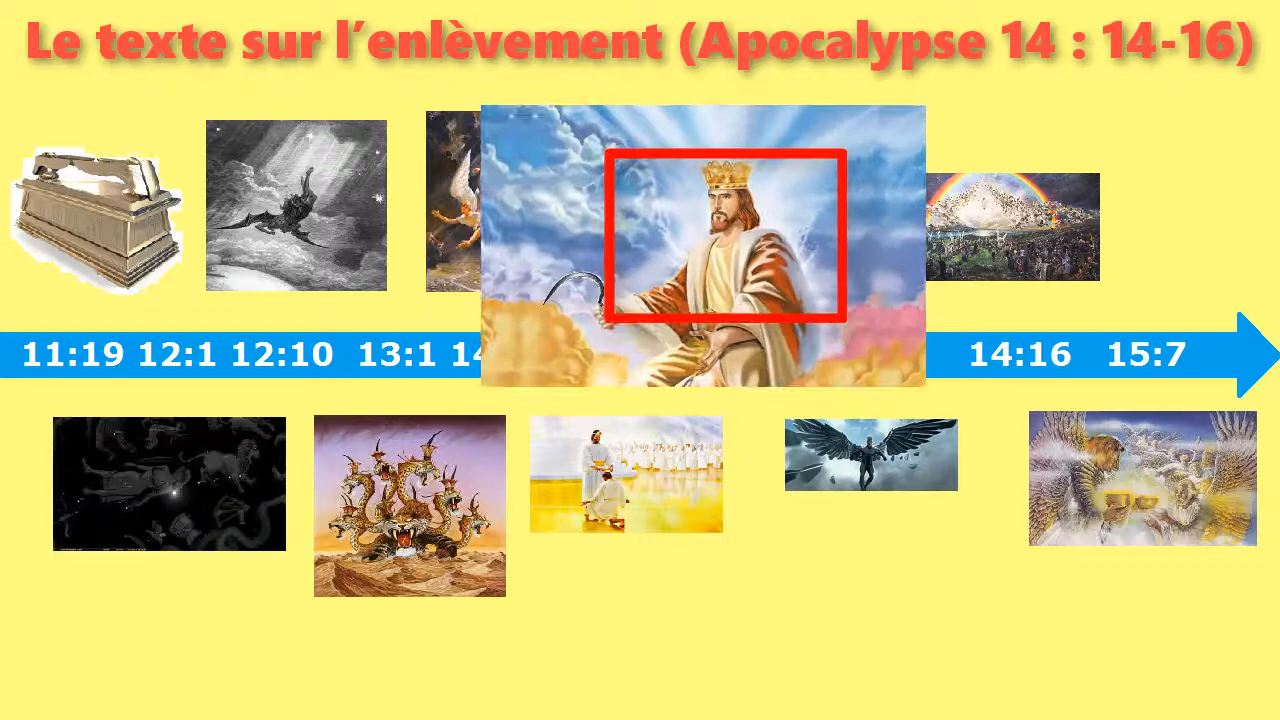 Le texte sur l’enlèvement (Apocalypse 14 : 14-16)
11:19 12:1 12:10 13:1 14:16 15:7